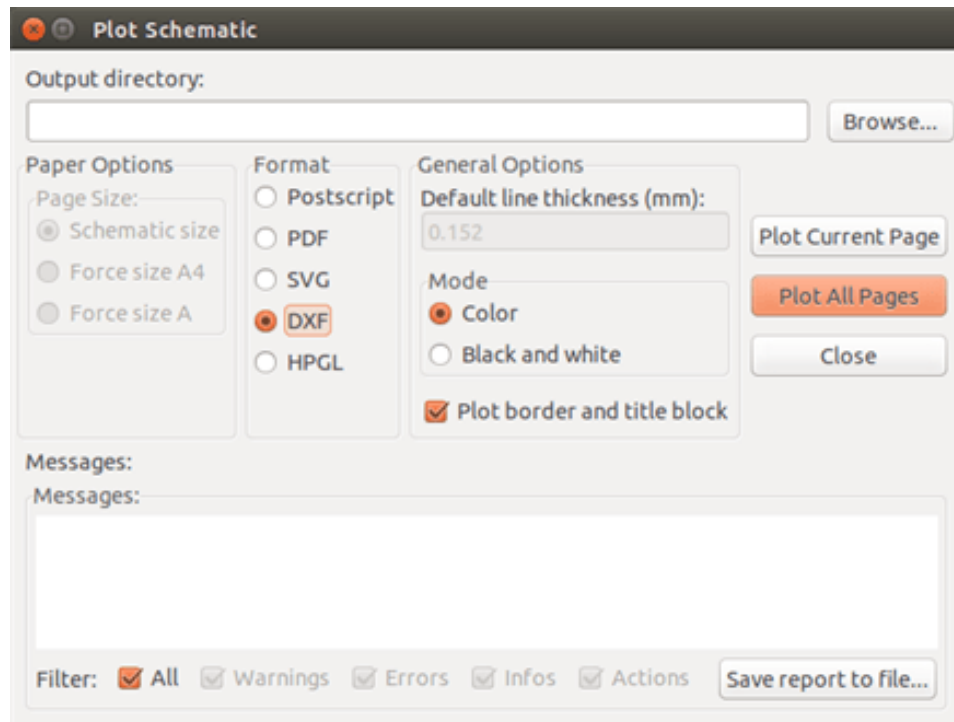 Plot Schematic
Output directory:
Browse...
Paper Options
Page Size:
Schematic size
Force size A4
Force size A
Format
Postscript
PDF
SVG
DXF
HPGL
General Options
Default line thickness (mm):
0.152
Mode
Color
Black and white
Plot border and title block
Plot Current Page
Plot All Pages
Close
Messages:
Messages:
Filter: All Warnings Errors Infos Actions Save report to file...